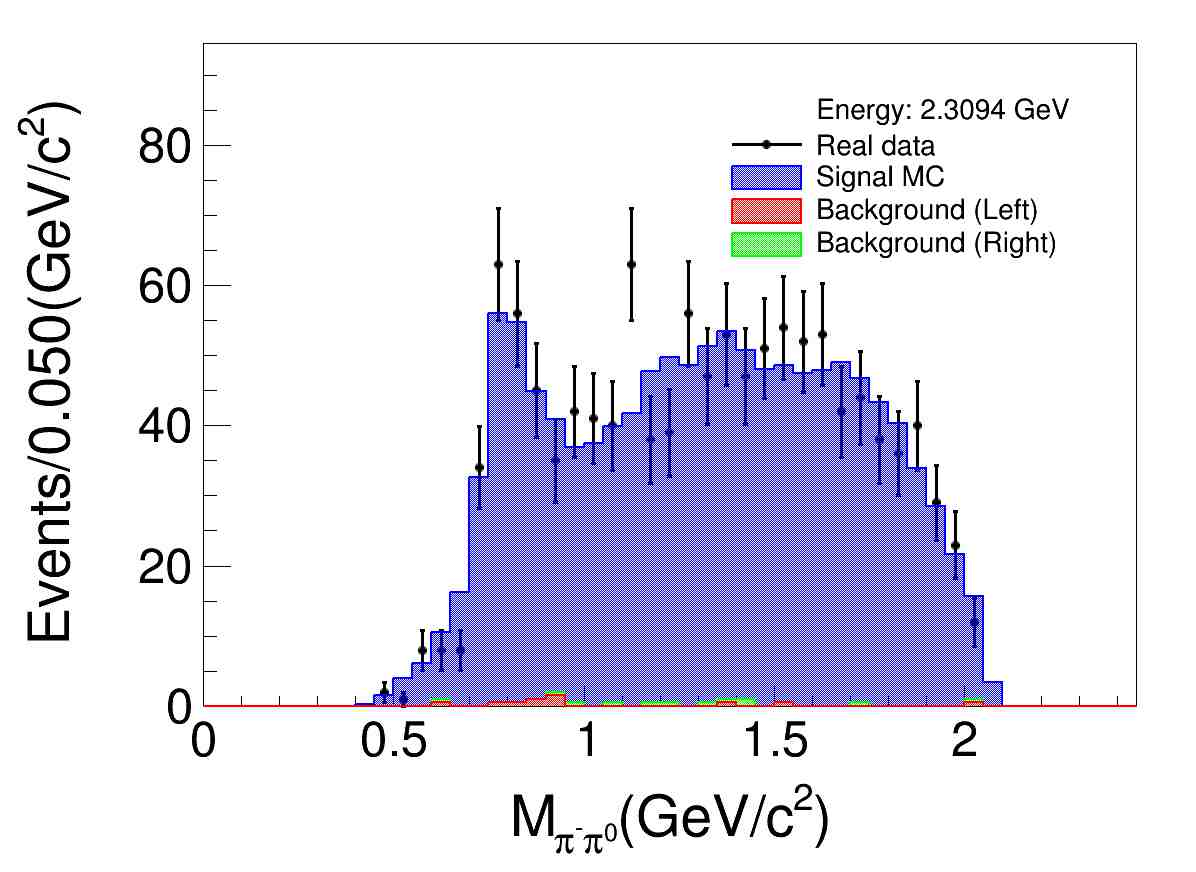 Events/0.050(GeV/c²)
80
60
40
20
0
Energy: 2.3094 GeV
Real data
Signal MC
Background (Left)
Background (Right)
0 0.5 1 1.5 2
Mπ⁻π⁰(GeV/c²)